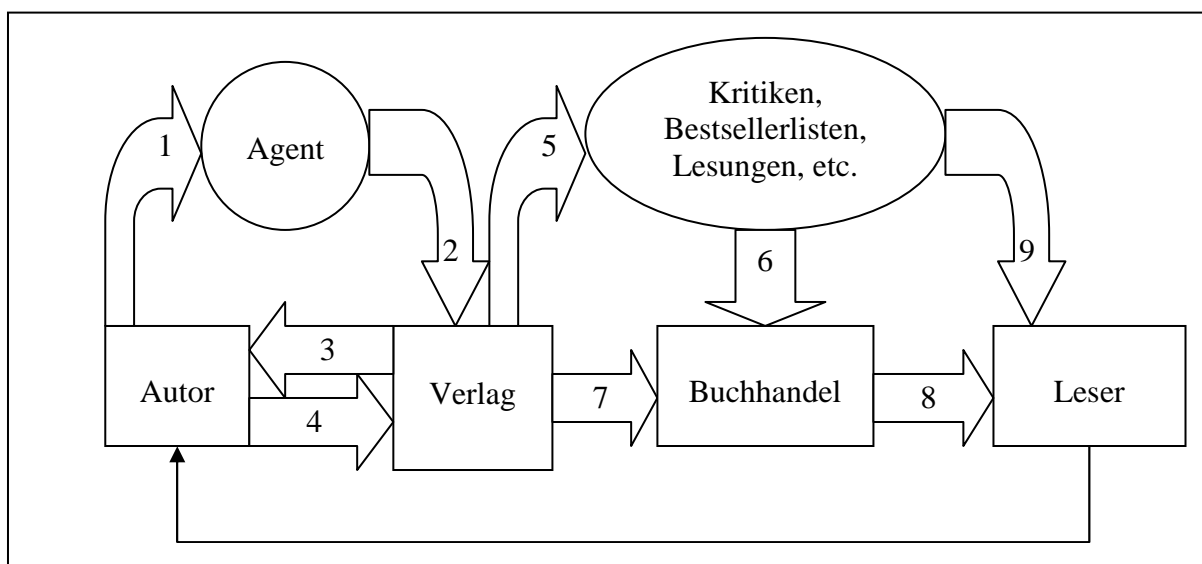 Kritiken,
Bestsellerlisten,
Lesungen, etc.
1
Agent
5
2
6
9
3
Autor
Verlag
Buchhandel
Leser
7
8
4